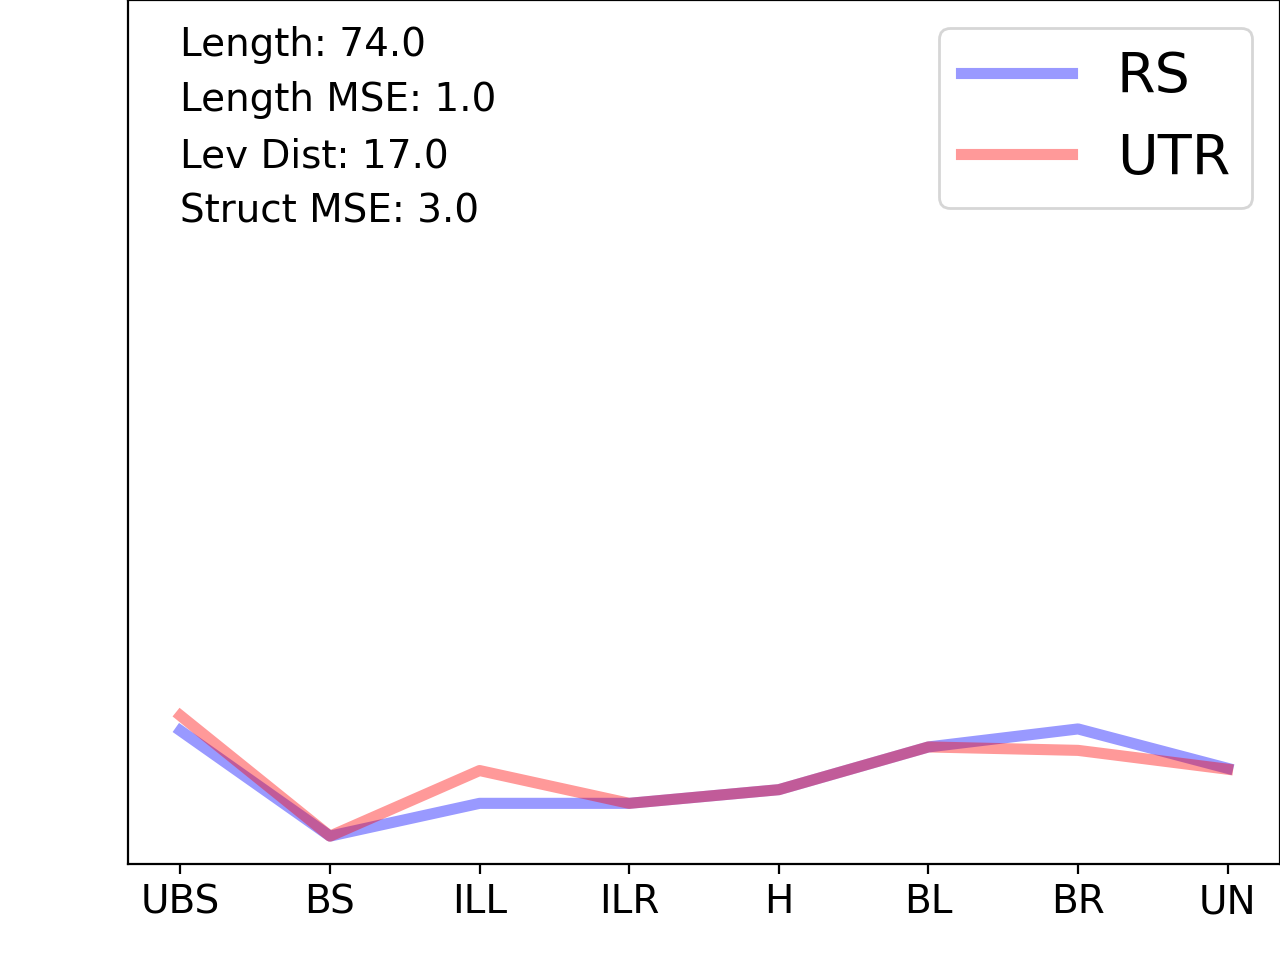 Length: 74.0
Length MSE: 1.0
Lev Dist: 17.0
Struct MSE: 3.0
RS
UTR
UBS BS ILL ILR H BL BR UN